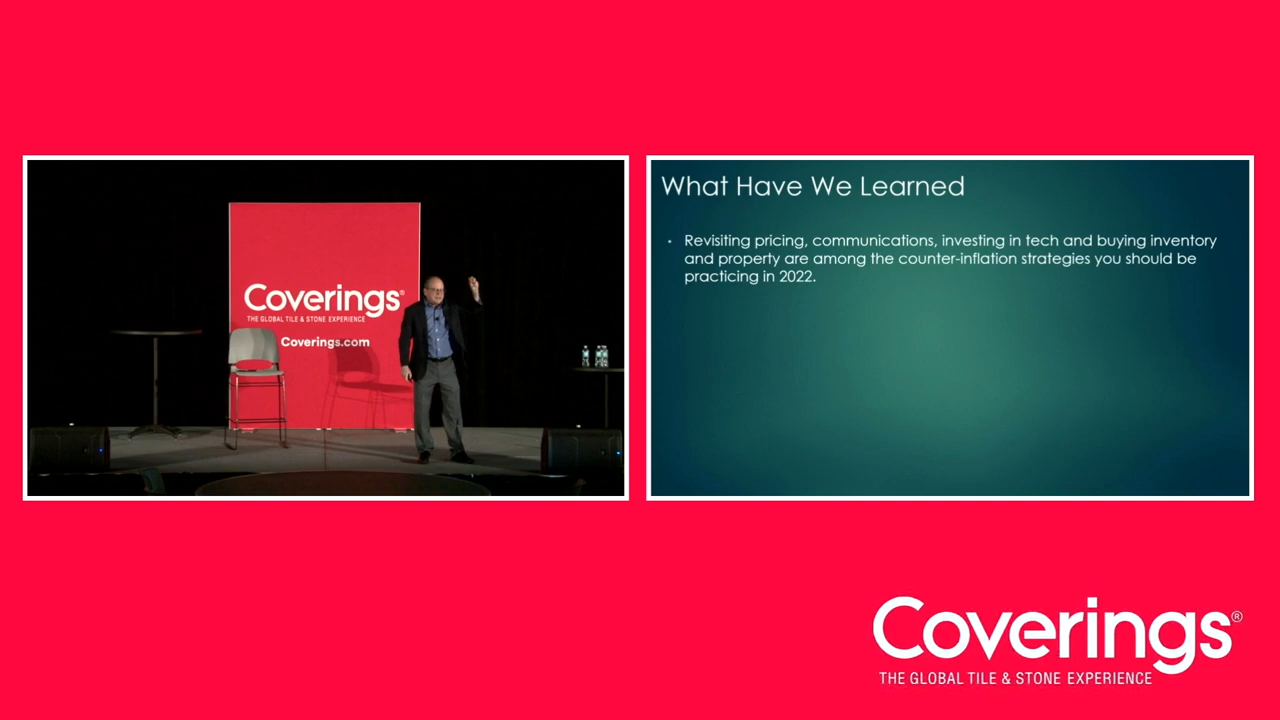 Coverings®
THE GLOBAL TILE & STONE EXPERIENCE
Coverings.com
What Have We Learned
• Revisiting pricing, communications, investing in tech and buying inventory
and property are among the counter-inflation strategies you should be
practicing in 2022.
Coverings®
THE GLOBAL TILE & STONE EXPERIENCE